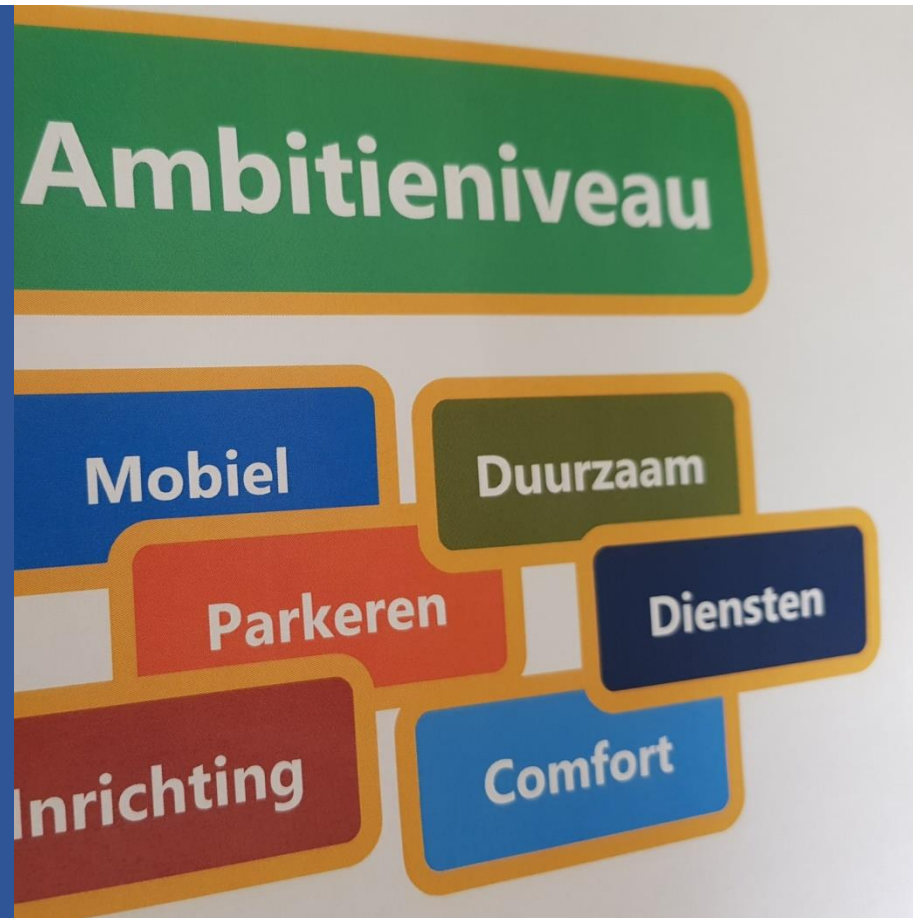 Ambitieniveau
Mobiel
Duurzaam
Parkeren
Diensten
Inrichting
Comfort